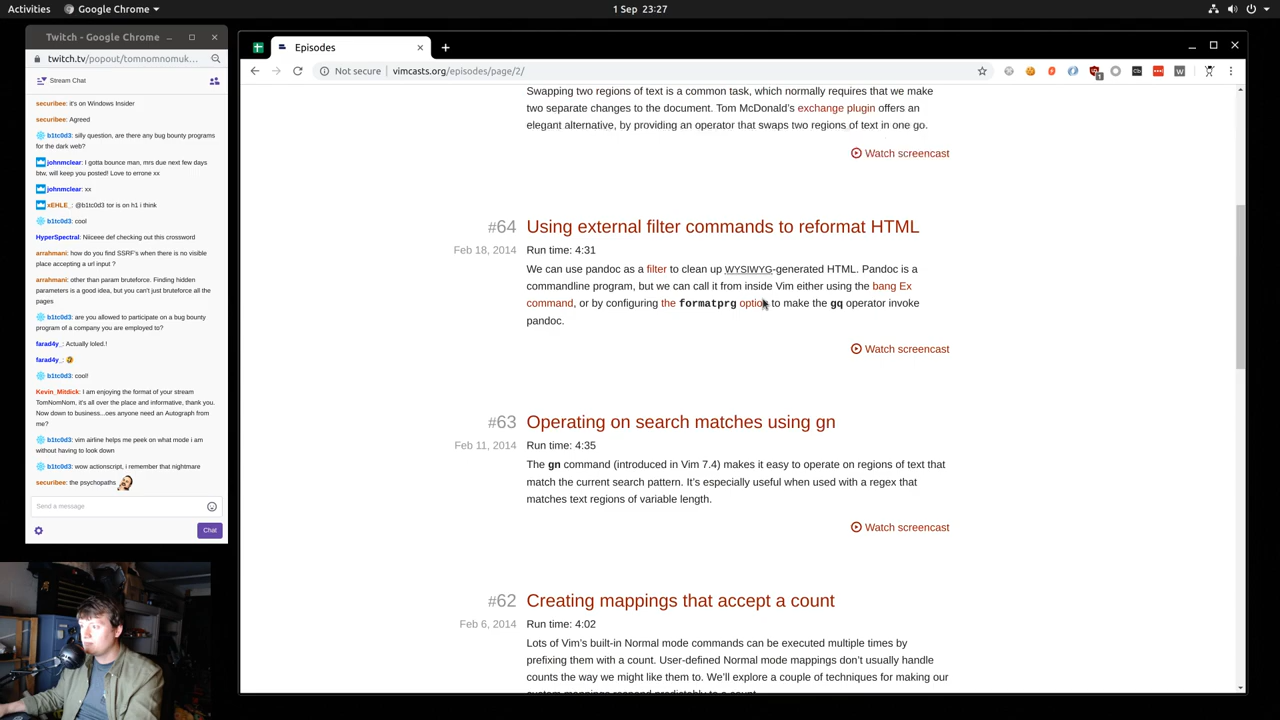 Activities
Google Chrome
1 Sep 23:27
Twitch - Google Chrome
twitch.tv/popout/tomnomnomuk...
Stream Chat
securibee: it's on Windows Insider
securibee: Agreed
b1tc0d3: silly question, are there any bug bounty programs
for the dark web?
johnmclear: I gotta bounce man, mrs due next few days
btw, will keep you posted! Love to errone xx
johnmclear: xx
xEHLE_: @b1tc0d3 tor is on h1 i think
b1tc0d3: cool
HyperSpectral: Niiceee def checking out this crossword
arrahmani: how do you find SSRF's when there is no visible
place accepting a url input ?
arrahmani: other than param bruteforce. Finding hidden
parameters is a good idea, but you can't just bruteforce all the
pages
b1tc0d3: are you allowed to participate on a bug bounty
program of a company you are employed to?
farad4y_: Actually loled.!
farad4y_:
b1tc0d3: cool!
Kevin_Mitdick: I am enjoying the format of your stream
TomNomNom, it's all over the place and informative, thank you.
Now down to business...oes anyone need an Autograph from
me?
b1tc0d3: vim airline helps me peek on what mode i am
without having to look down
b1tc0d3: wow actionscript, i remember that nightmare
securibee: the psychopaths
Send a message
Chat
Episodes
Not secure
vimcasts.org/episodes/page/2/
1
Cb
W
Swapping two regions of text is a common task, which normally requires that we make
two separate changes to the document. Tom McDonald's exchange plugin offers an
elegant alternative, by providing an operator that swaps two regions of text in one go.
Watch screencast
#64 Using external filter commands to reformat HTML
Feb 18, 2014 Run time: 4:31
We can use pandoc as a filter to clean up WYSIWYG-generated HTML. Pandoc is a
commandline program, but we can call it from inside Vim either using the bang Ex
command, or by configuring the formatprg option to make the gq operator invoke
pandoc.
Watch screencast
#63 Operating on search matches using gn
Feb 11, 2014 Run time: 4:35
The gn command (introduced in Vim 7.4) makes it easy to operate on regions of text that
match the current search pattern. It's especially useful when used with a regex that
matches text regions of variable length.
Watch screencast
#62 Creating mappings that accept a count
Feb 6, 2014 Run time: 4:02
Lots of Vim's built-in Normal mode commands can be executed multiple times by
prefixing them with a count. User-defined Normal mode mappings don't usually handle
counts the way we might like them to. We'll explore a couple of techniques for making our
custom mappings respond predictably to a count.